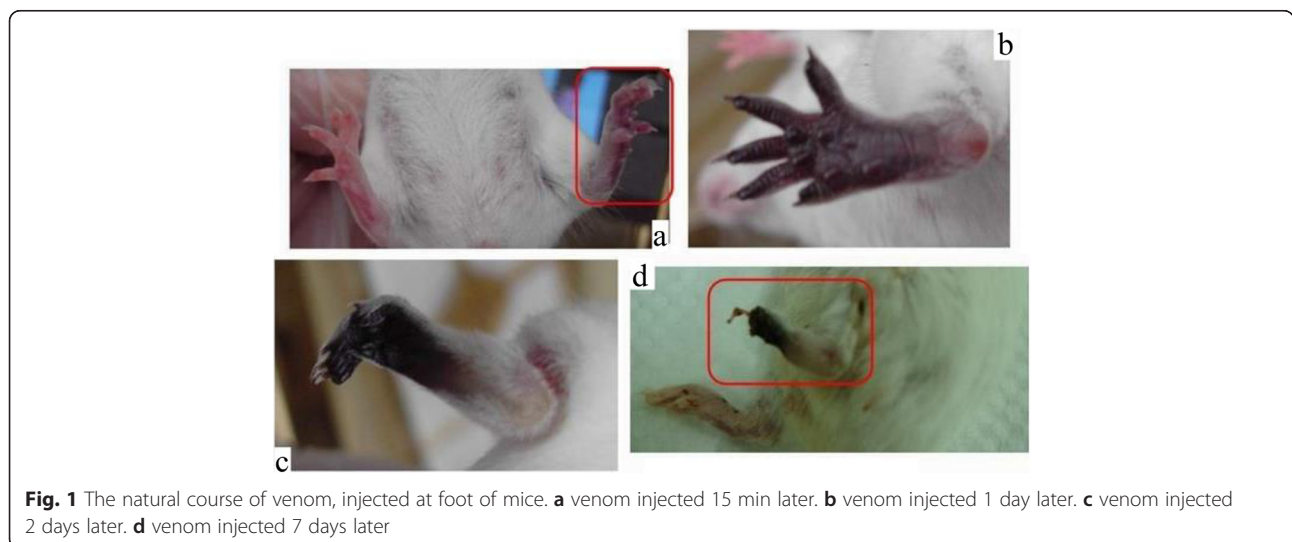 a
b
c
d
Fig. 1 The natural course of venom, injected at foot of mice. a venom injected 15 min later. b venom injected 1 day later. c venom injected
2 days later. d venom injected 7 days later